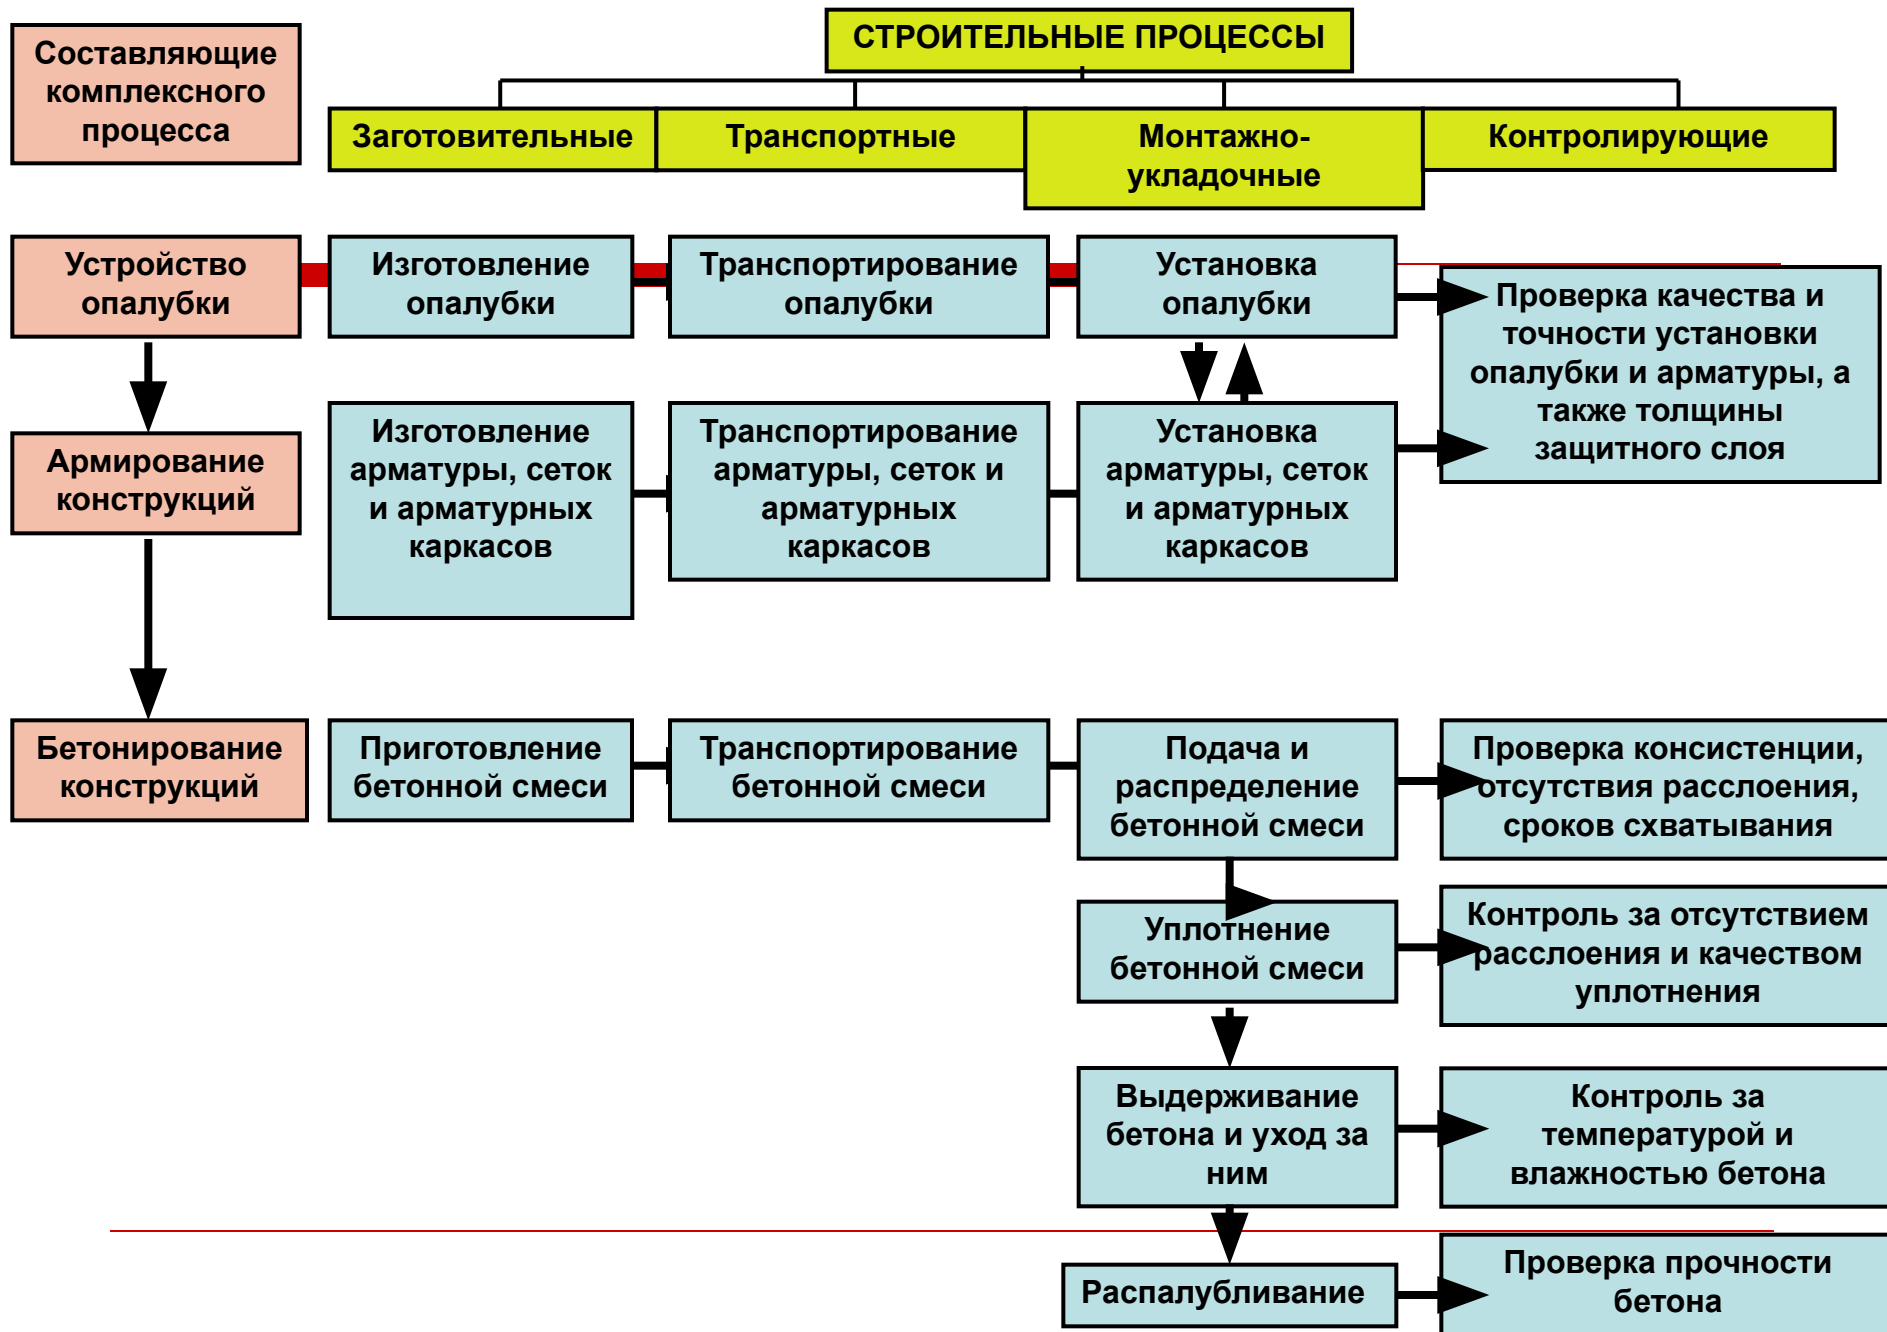 СТРОИТЕЛЬНЫЕ ПРОЦЕССЫ
Составляющие
комплексного
процесса
Заготовительные
Транспортные
Монтажно-
укладочные
Контролирующие
Устройство
опалубки
Изготовление
опалубки
Транспортирование
опалубки
Установка
опалубки
Проверка качества и
точности установки
опалубки и арматуры, а
также толщины
защитного слоя
Армирование
конструкций
Изготовление
арматуры, сеток
и арматурных
каркасов
Транспортирование
арматуры, сеток и
арматурных
каркасов
Установка
арматуры, сеток
и арматурных
каркасов
Бетонирование
конструкций
Приготовление
бетонной смеси
Транспортирование
бетонной смеси
Подача и
распределение
бетонной смеси
Проверка консистенции,
отсутствия расслоения,
сроков схватывания
Уплотнение
бетонной смеси
Контроль за отсутствием
расслоения и качеством
уплотнения
Выдерживание
бетона и уход за
ним
Контроль за
температурой и
влажностью бетона
Распалубливание
Проверка прочности
бетона